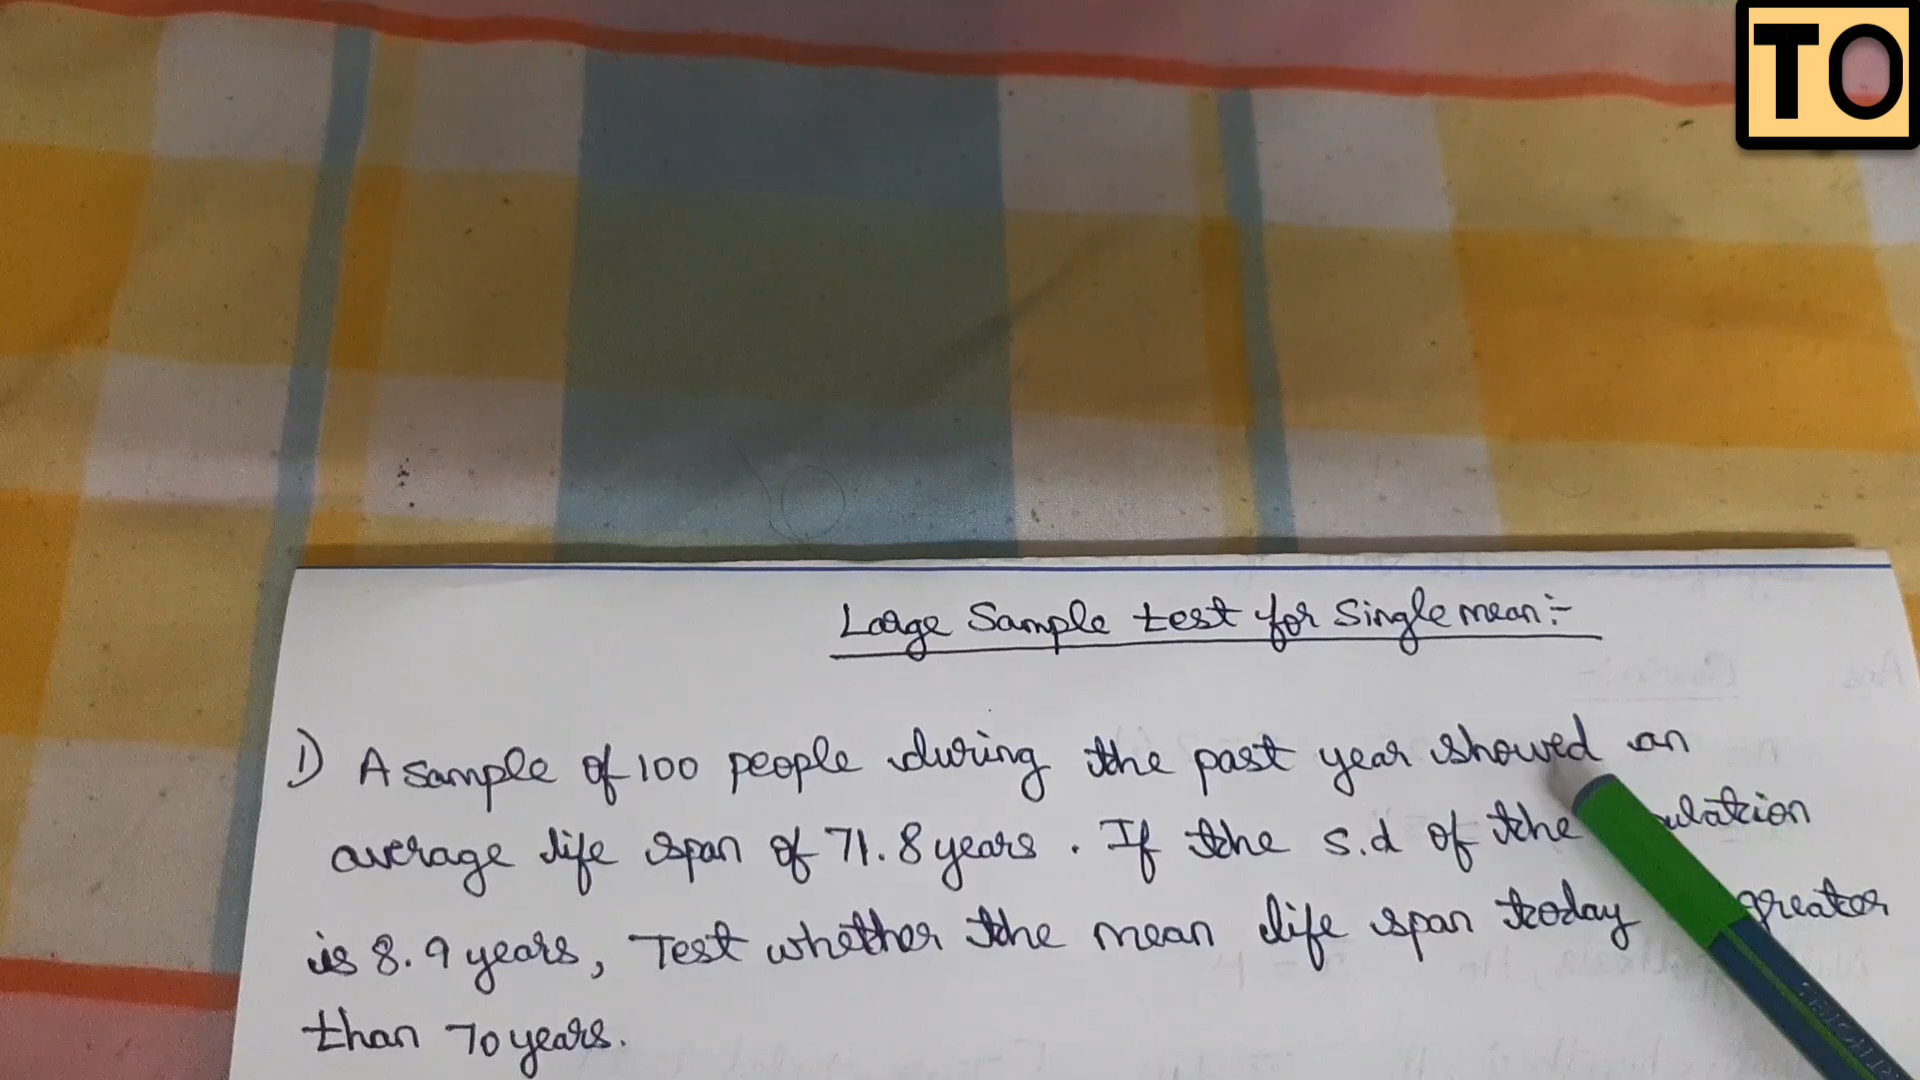 TO
Large Sample test for Single mean:-
1) A sample of 100 people during the past year showed an
average life span of 71.8 years. If the s.d of the ulation
is 8.9 years, Test whether the mean life span today greater
than 70 years.